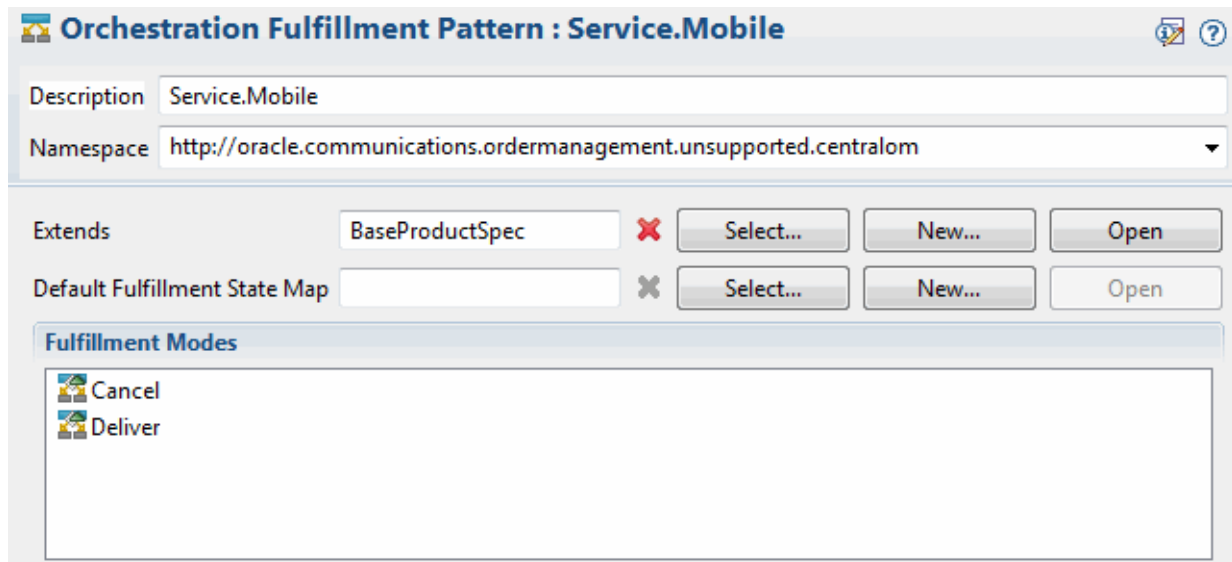 Orchestration Fulfillment Pattern : Service.Mobile
Description Service.Mobile
Namespace http://oracle.communications.ordermanagement.unsupported.centralom
Extends BaseProductSpec Select... New... Open
Default Fulfillment State Map Select... New... Open
Fulfillment Modes
Cancel
Deliver